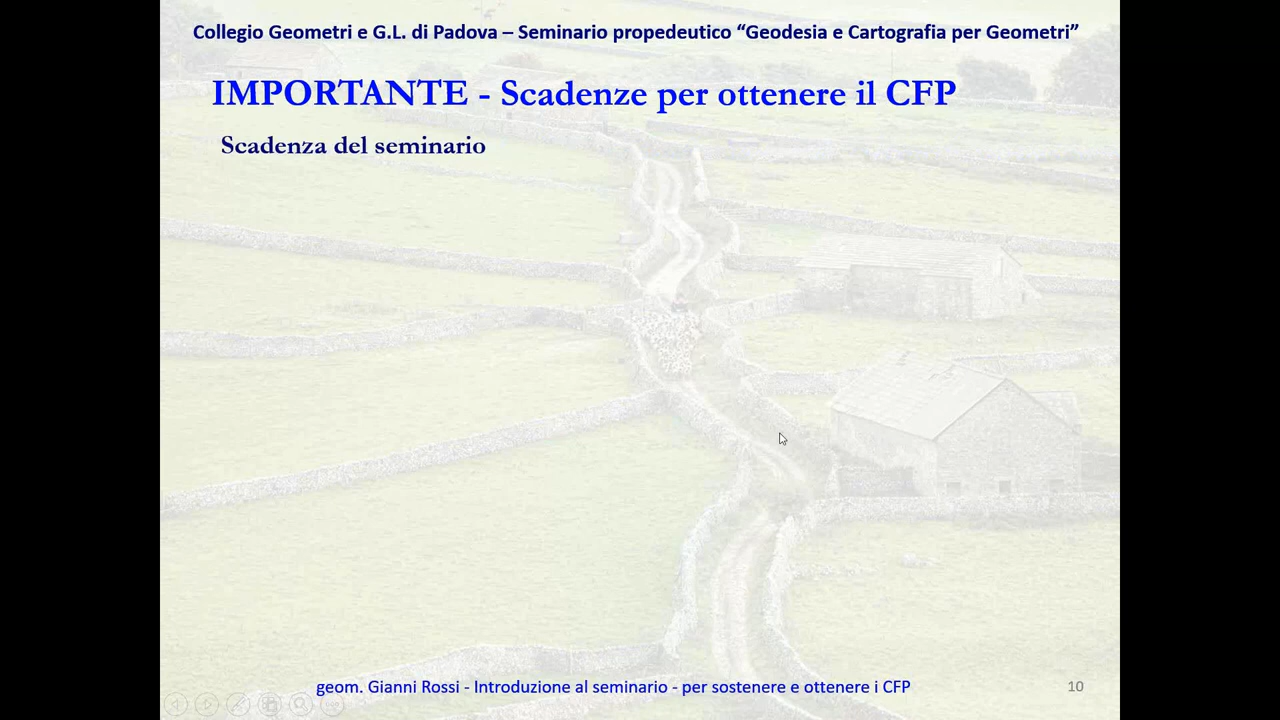 Collegio Geometri e G.L. di Padova – Seminario propedeutico “Geodesia e Cartografia per Geometri”
IMPORTANTE - Scadenze per ottenere il CFP
Scadenza del seminario
geom. Gianni Rossi - Introduzione al seminario - per sostenere e ottenere i CFP
10